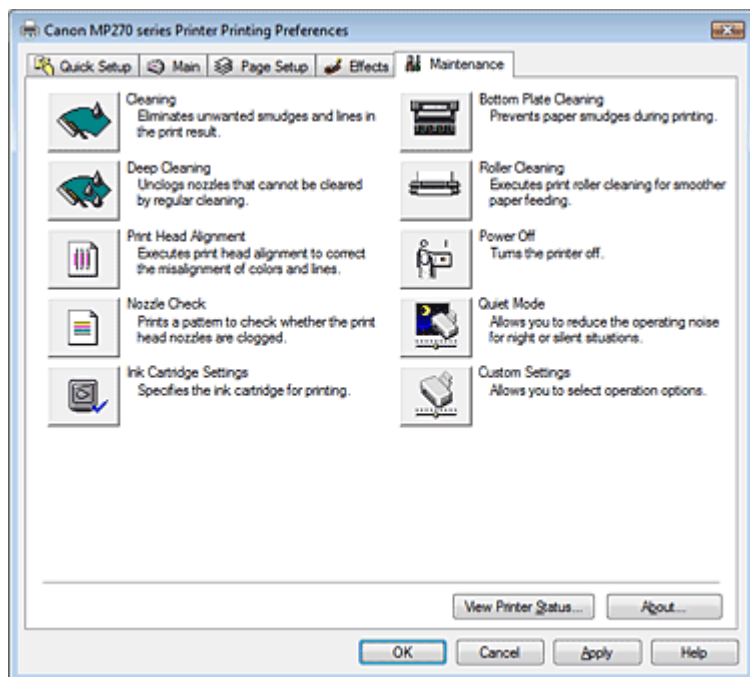 Canon MP270 series Printer Printing Preferences
Quick Setup
Main
Page Setup
Effects
Maintenance
Cleaning
Eliminates unwanted smudges and lines in
the print result.
Deep Cleaning
Unclogs nozzles that cannot be cleared
by regular cleaning.
Print Head Alignment
Executes print head alignment to correct
the misalignment of colors and lines.
Nozzle Check
Prints a pattern to check whether the print
head nozzles are clogged.
Ink Cartridge Settings
Specifies the ink cartridge for printing.
Bottom Plate Cleaning
Prevents paper smudges during printing.
Roller Cleaning
Executes print roller cleaning for smoother
paper feeding.
Power Off
Turns the printer off.
Quiet Mode
Allows you to reduce the operating noise
for night or silent situations.
Custom Settings
Allows you to select operation options.
View Printer Status...
About...
OK
Cancel
Apply
Help